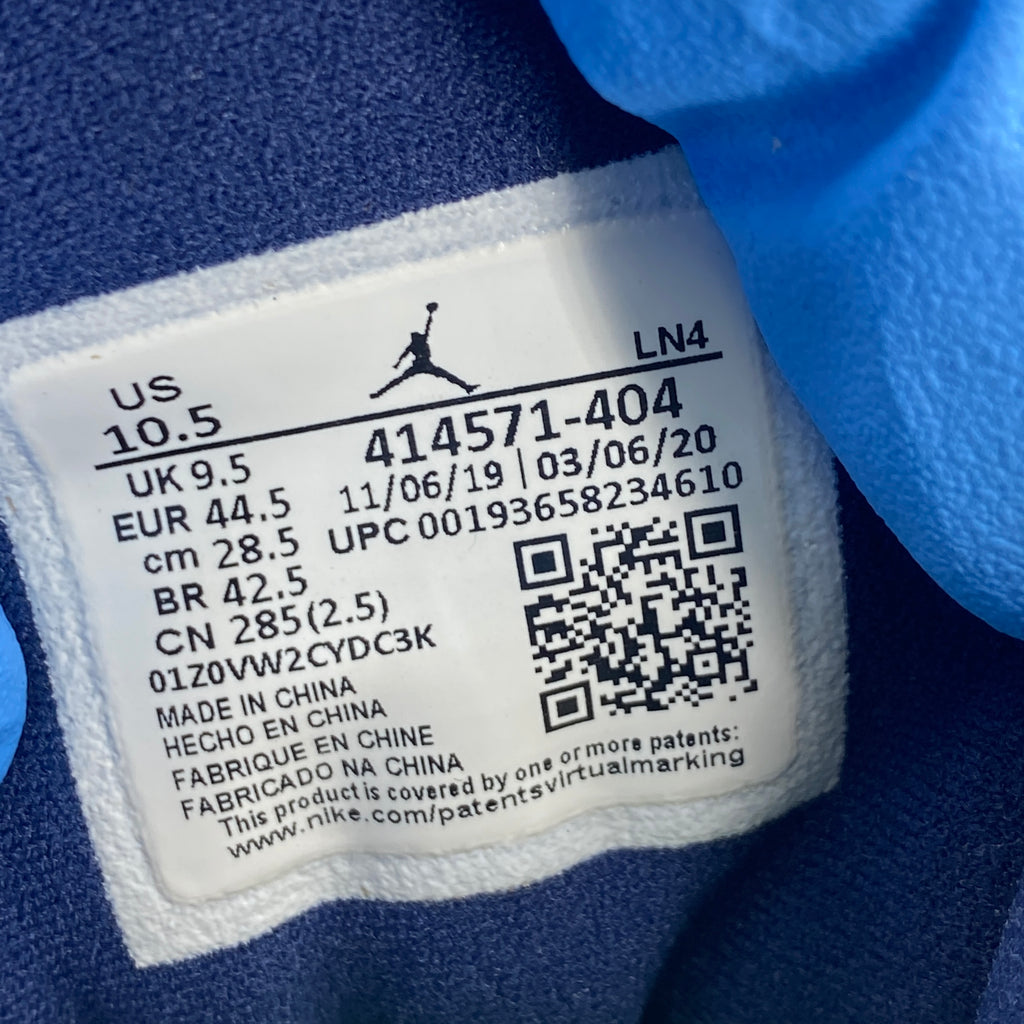 US
10.5
LN4
UK 9.5
414571-404
EUR 44.5
11/06/19 | 03/06/20
cm 28.5
UPC 00193658234610
BR 42.5
CN 285(2.5)
01Z0VW2CYDC3K
MADE IN CHINA
HECHO EN CHINA
FABRIQUE EN CHINE
FABRICADO NA CHINA
This product is covered by one or more patents:
www.nike.com/patentsvirtualmarking